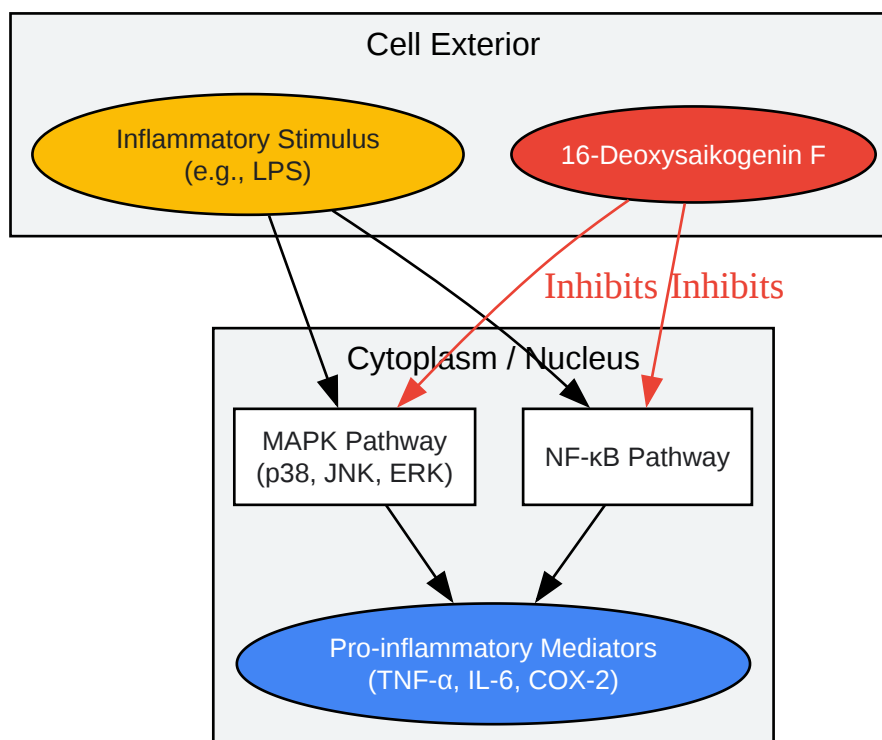 Cell Exterior
Inflammatory Stimulus
(e.g., LPS)
16-Deoxysaikogenin F
Inhibits
Inhibits
Cytoplasm / Nucleus
MAPK Pathway
(p38, JNK, ERK)
NF-κB Pathway
Pro-inflammatory Mediators
(TNF-α, IL-6, COX-2)